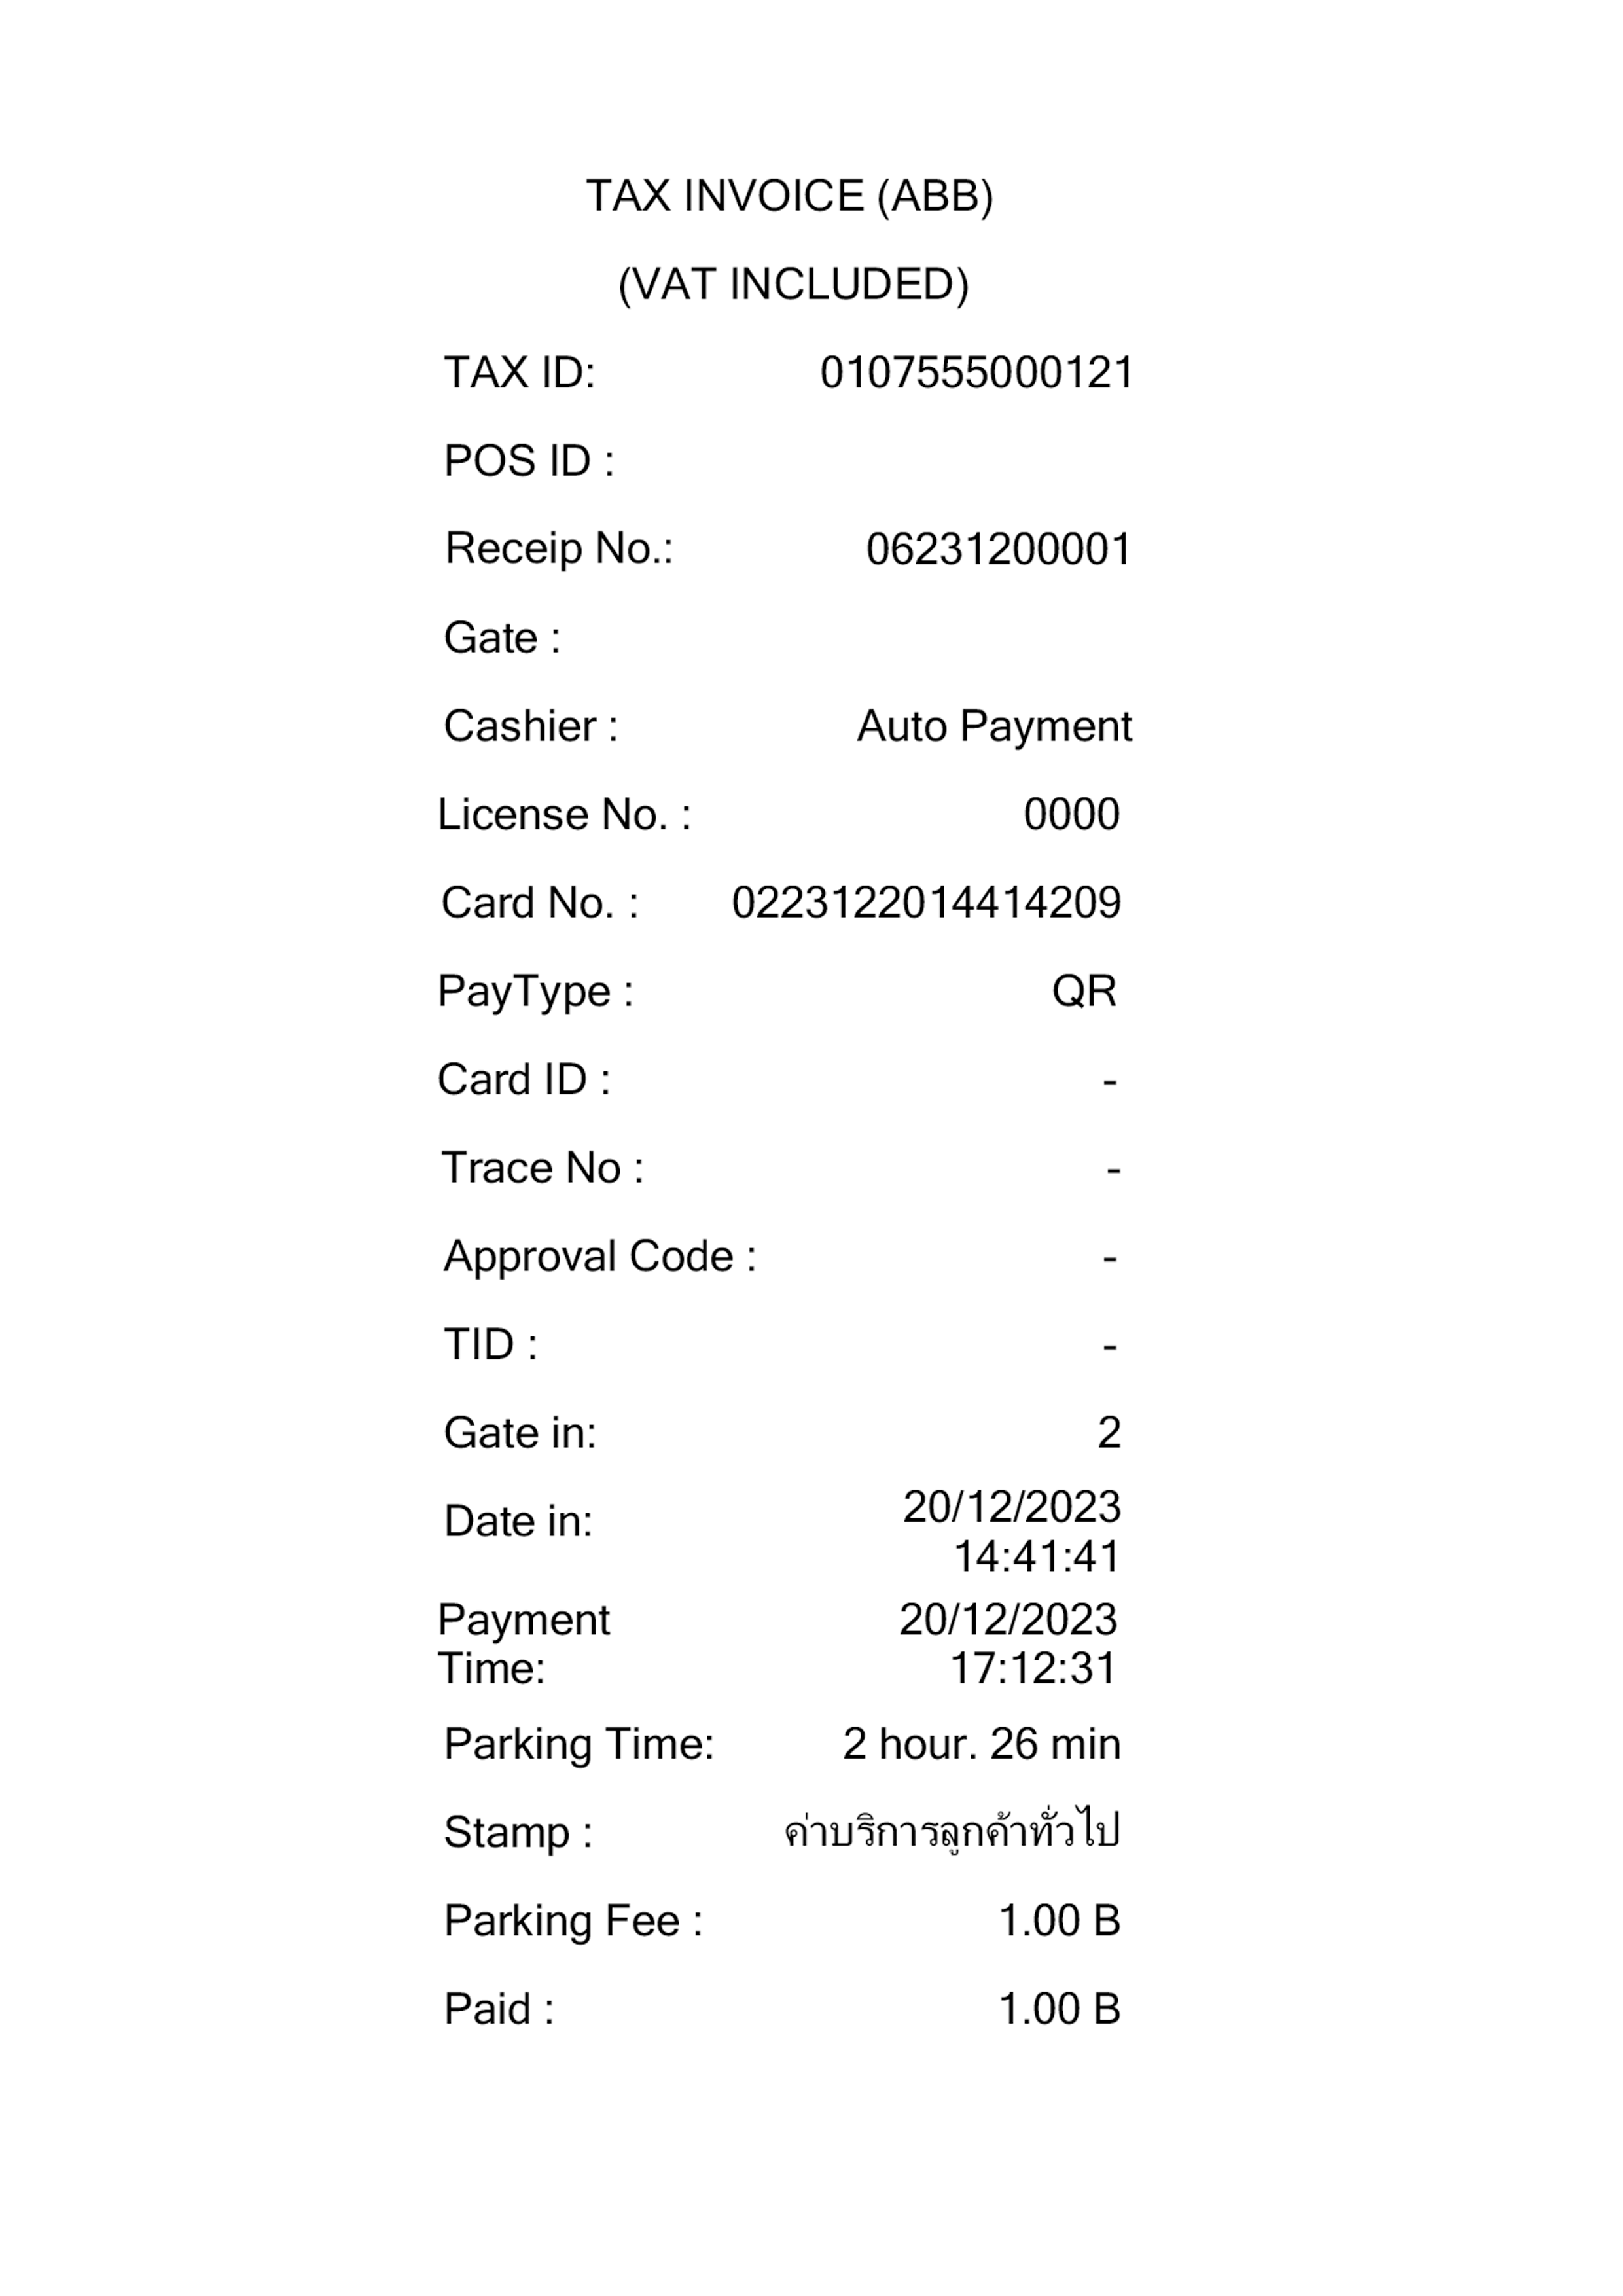 TAX INVOICE (ABB)
(VAT INCLUDED)
TAX ID: 0107555000121
POS ID :
Receip No.: 06231200001
Gate :
Cashier : Auto Payment
License No. : 0000
Card No. : 0223122014414209
PayType : QR
Card ID : -
Trace No : -
Approval Code : -
TID : -
Gate in: 2
Date in: 20/12/2023
14:41:41
Payment 20/12/2023
Time: 17:12:31
Parking Time: 2 hour. 26 min
Stamp : ค่าบริการลูกค้าทั่วไป
Parking Fee : 1.00 B
Paid : 1.00 B